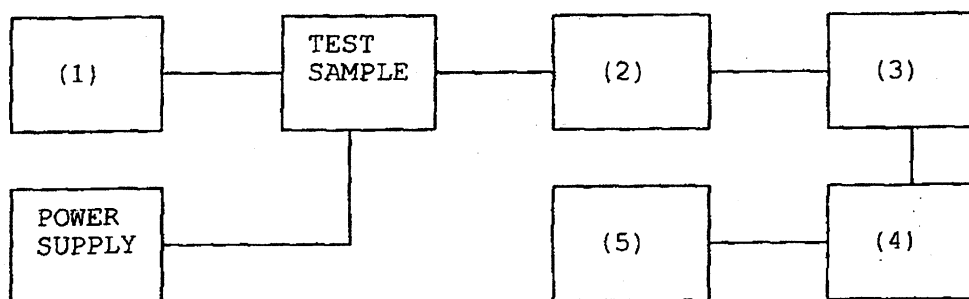 (1)
TEST
SAMPLE
(2)
(3)
POWER
SUPPLY
(5)
(4)